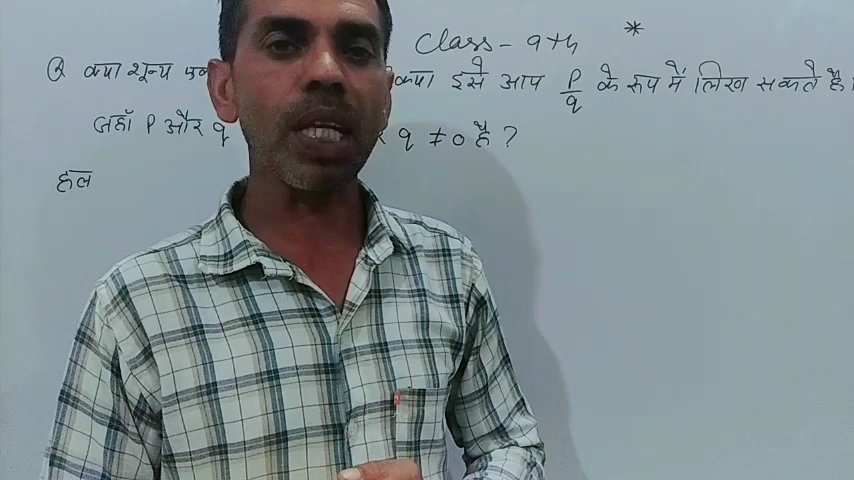 Class - 9th *
Q क्या शून्य क्या इसे आप p/q के रूप में लिख सकते है।
जहाँ P और q q ≠ 0 है ?
हल